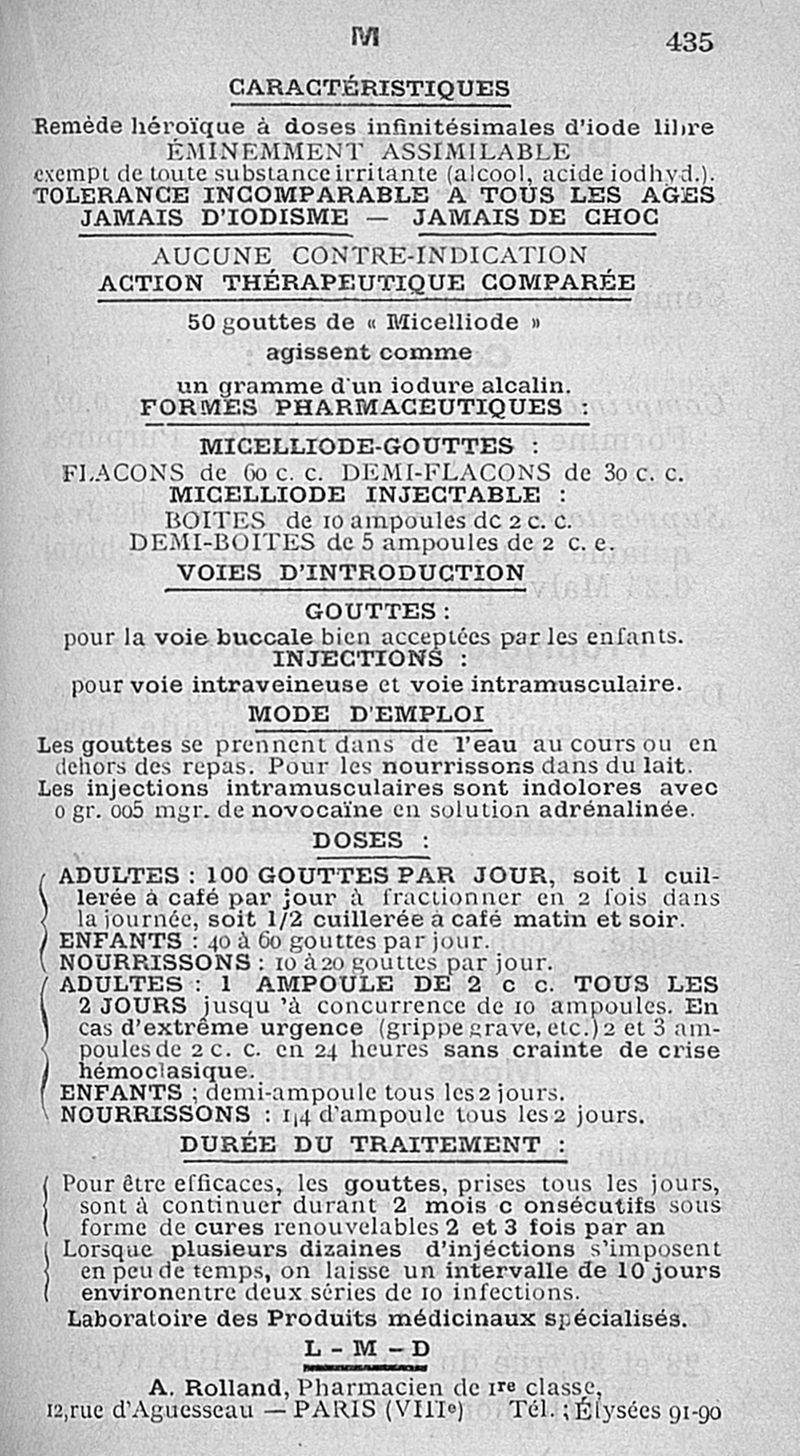 M
435
CARACTÉRISTIQUES
Remède héroïque à doses infinitésimales d'iode libre
ÉMINEMMENT ASSIMILABLE
exempt de toute substance irritante (alcool, acide iodhyd.).
TOLERANCE INCOMPARABLE A TOUS LES AGES
JAMAIS D'IODISME — JAMAIS DE CHOC
AUCUNE CONTRE-INDICATION
ACTION THÉRAPEUTIQUE COMPARÉE
50 gouttes de « Micelliode »
agissent comme
un gramme d'un iodure alcalin.
FORMES PHARMACEUTIQUES :
MICELLIODE-GOUTTES :
FLACONS de 60 c. c. DEMI-FLACONS de 30 c. c.
MICELLIODE INJECTABLE :
BOITES de 10 ampoules de 2 c. c.
DEMI-BOITES de 5 ampoules de 2 c. e.
VOIES D'INTRODUCTION
GOUTTES :
pour la voie buccale bien acceptées par les enfants.
INJECTIONS :
pour voie intraveineuse et voie intramusculaire.
MODE D'EMPLOI
Les gouttes se prennent dans de l'eau au cours ou en
dehors des repas. Pour les nourrissons dans du lait.
Les injections intramusculaires sont indolores avec
0 gr. 005 mgr. de novocaïne en solution adrénalinée.
DOSES :
ADULTES : 100 GOUTTES PAR JOUR, soit 1 cuil-
lerée à café par jour à fractionner en 2 fois dans
la journée, soit 1/2 cuillerée à café matin et soir.
ENFANTS : 40 à 60 gouttes par jour.
NOURRISSONS : 10 à 20 gouttes par jour.
ADULTES : 1 AMPOULE DE 2 c c. TOUS LES
2 JOURS jusqu 'à concurrence de 10 ampoules. En
cas d'extrême urgence (grippe grave, etc.) 2 et 3 am-
poules de 2 c. c. en 24 heures sans crainte de crise
hémoclasique.
ENFANTS ; demi-ampoule tous les 2 jours.
NOURRISSONS : 1|4 d'ampoule tous les 2 jours.
DURÉE DU TRAITEMENT :
Pour être efficaces, les gouttes, prises tous les jours,
sont à continuer durant 2 mois c onsécutifs sous
forme de cures renouvelables 2 et 3 fois par an
Lorsque plusieurs dizaines d'injéctions s'imposent
en peu de temps, on laisse un intervalle de 10 jours
environentre deux séries de 10 infections.
Laboratoire des Produits médicinaux spécialisés.
L - M - D
A. Rolland, Pharmacien de 1re classe,
12,rue d'Aguesseau — PARIS (VIIIe) Tél. ; Élysées 91-90